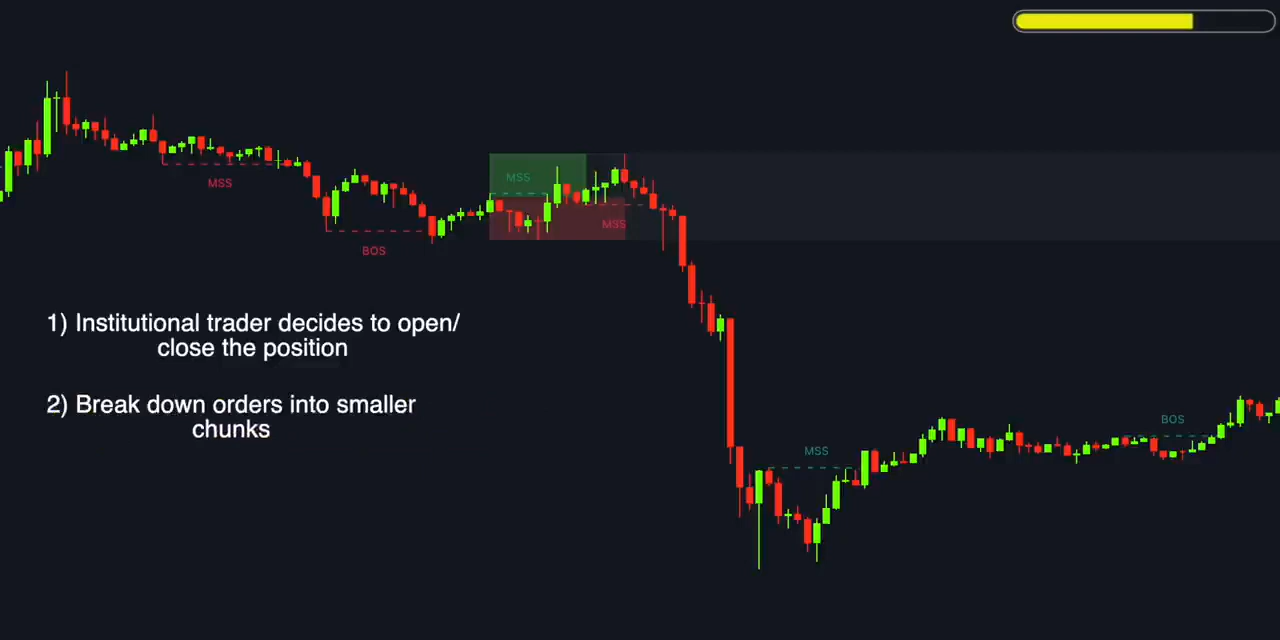 MSS
MSS
MSS
BOS
1) Institutional trader decides to open/
close the position
2) Break down orders into smaller
chunks
BOS
MSS